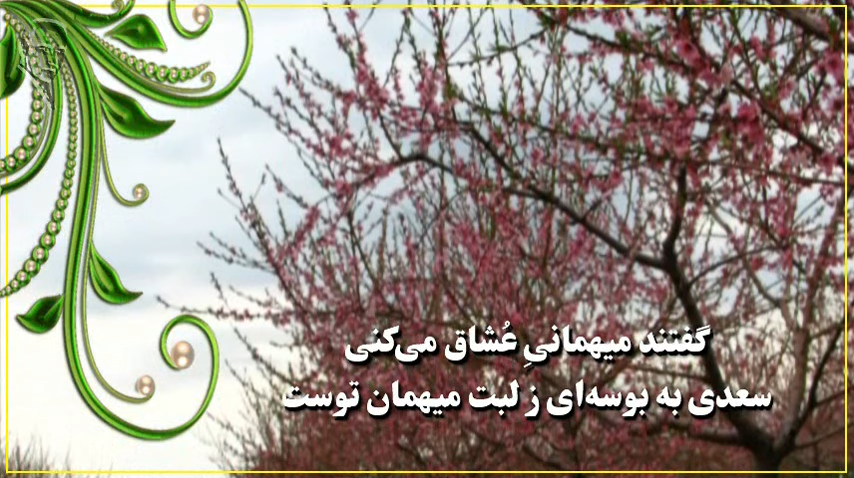 گفتند میهمانیِ عُشاق می‌کنی
سعدی به بوسه‌ای ز لبت میهمان توست